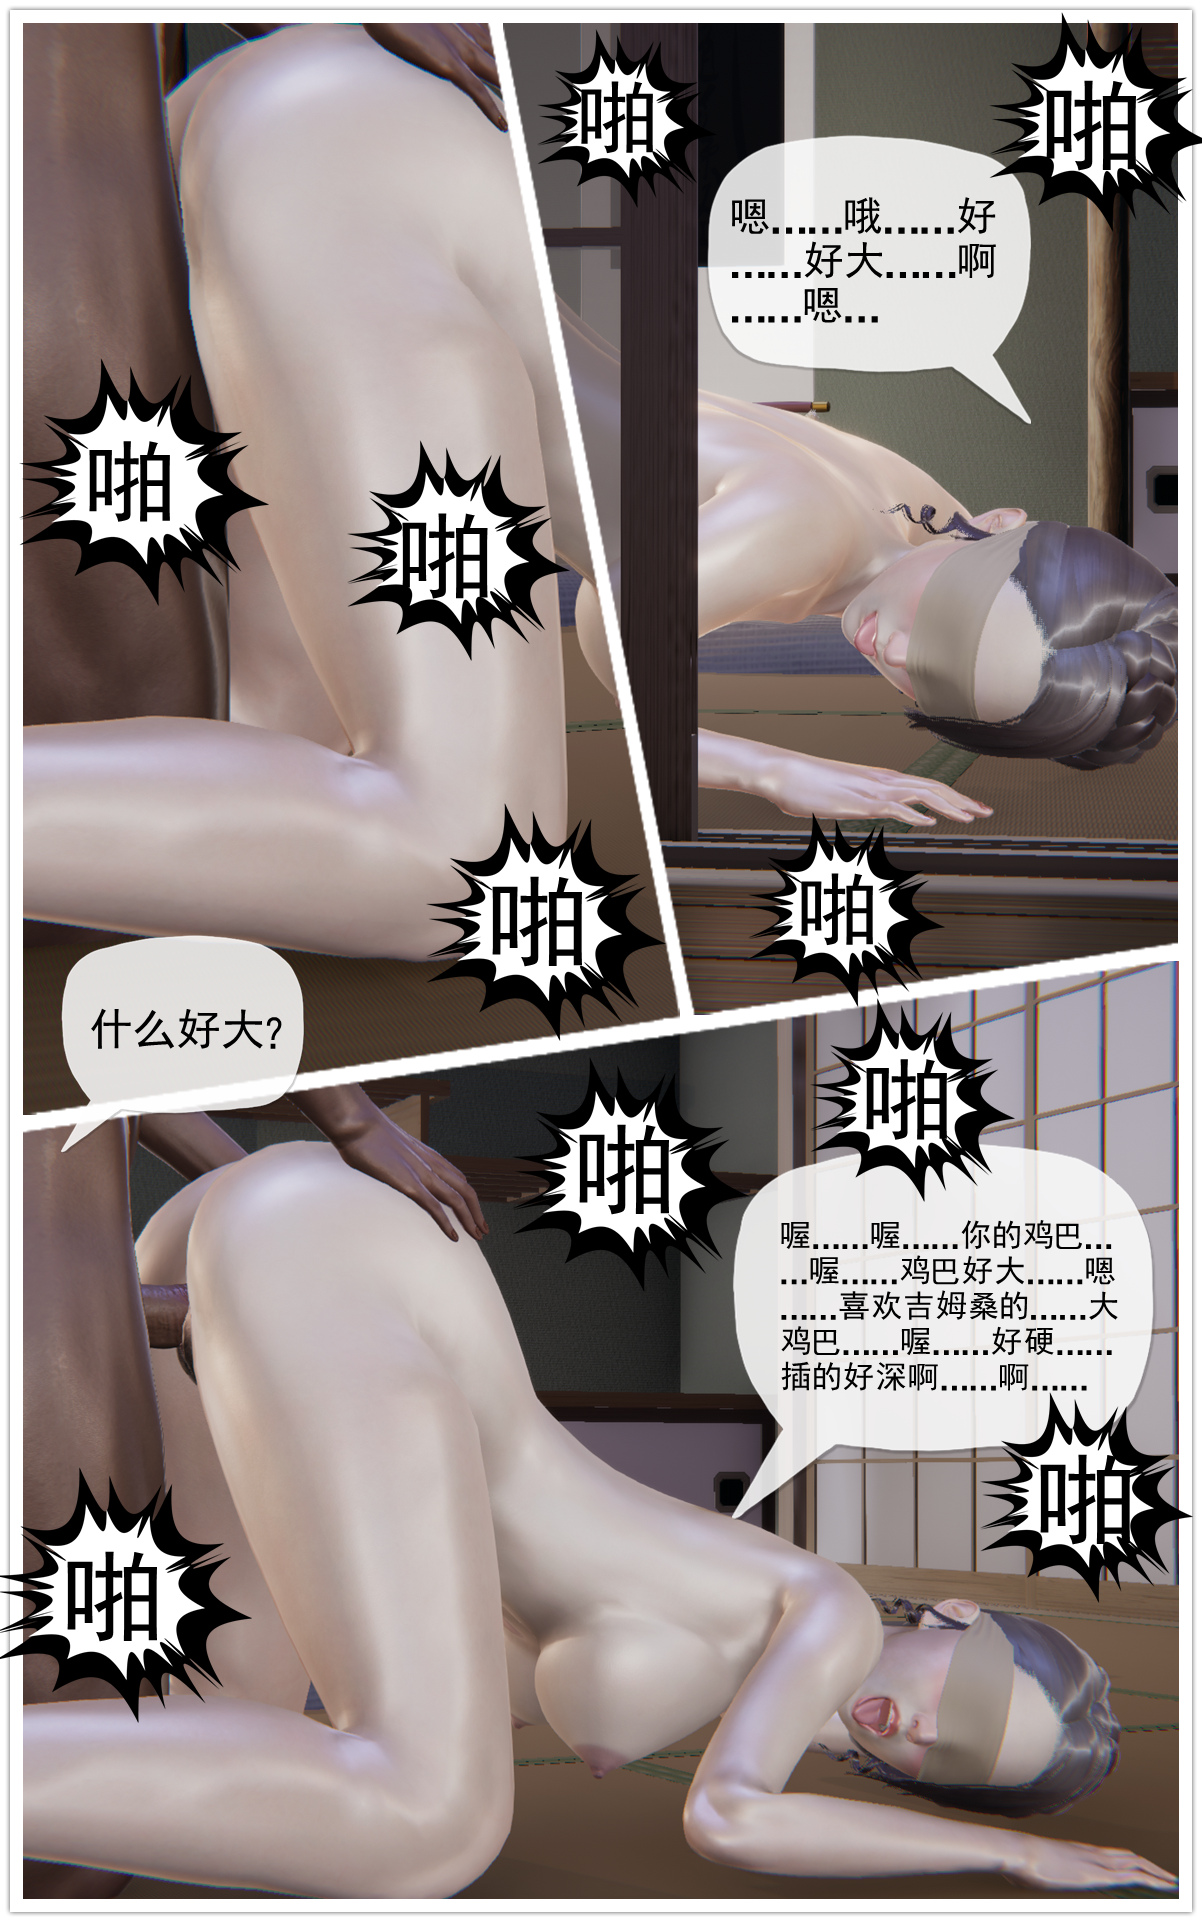 啪
啪
嗯……哦……好
……好大……啊
……嗯…
啪
啪
啪
啪
什么好大?
啪
啪
喔……喔……你的鸡巴…
…喔……鸡巴好大……嗯
……喜欢吉姆桑的……大
鸡巴……喔……好硬……
插的好深啊……啊……
啪
啪